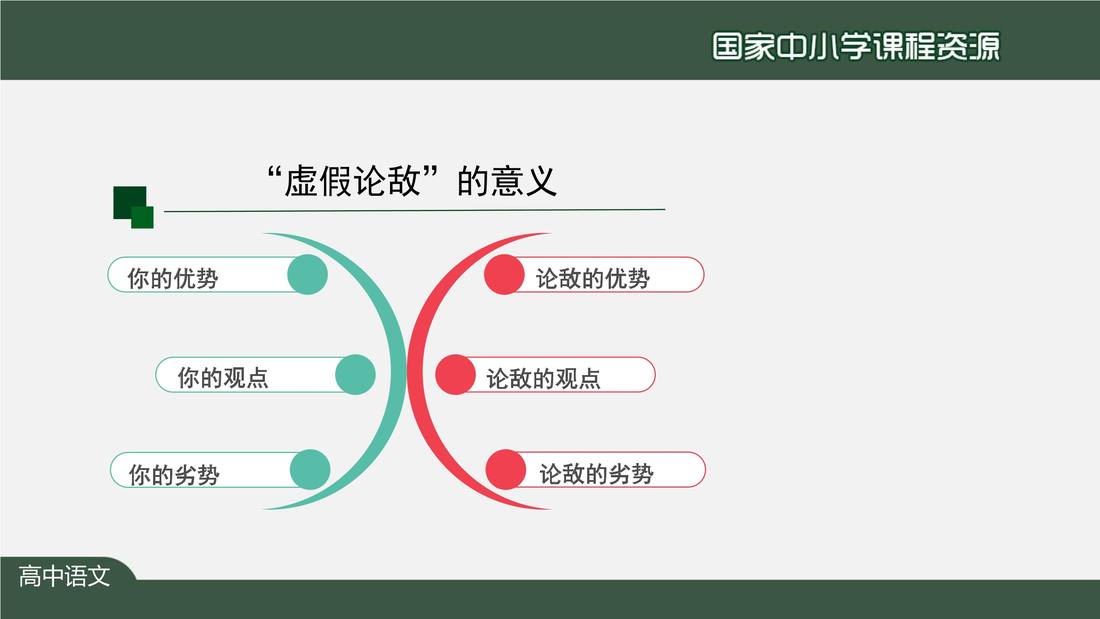 国家中小学课程资源
“虚假论敌”的意义
你的优势
论敌的优势
你的观点
论敌的观点
你的劣势
论敌的劣势
高中语文